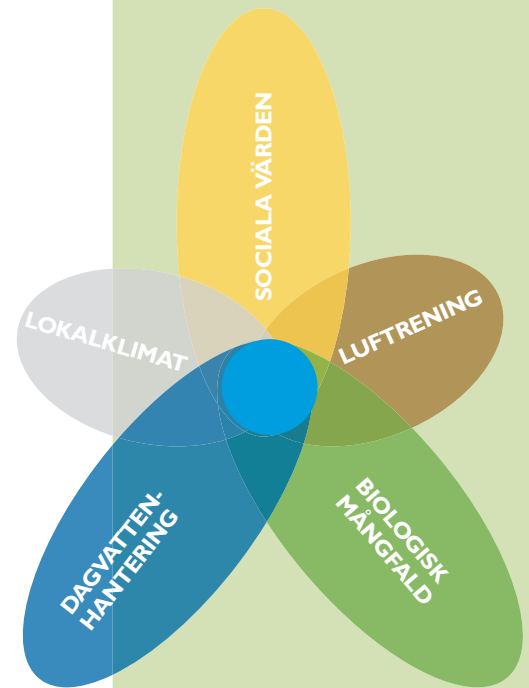 SOCIALA VÄRDEN
LOKALKLIMAT
LUFTRENING
DAGVATTEN-
HANTERING
BIOLOGISK
MÅNGFALD